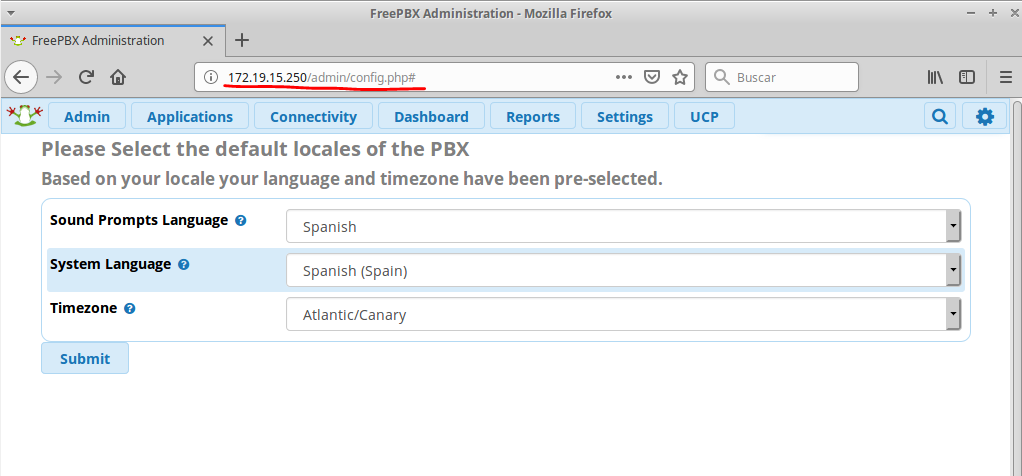 FreePBX Administration - Mozilla Firefox
FreePBX Administration
172.19.15.250/admin/config.php#
Buscar
Admin Applications Connectivity Dashboard Reports Settings UCP
Please Select the default locales of the PBX
Based on your locale your language and timezone have been pre-selected.
Sound Prompts Language Spanish
System Language Spanish (Spain)
Timezone Atlantic/Canary
Submit